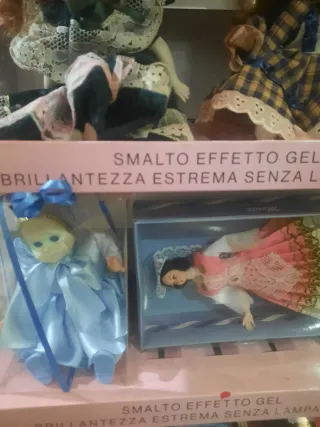 SMALTO EFFETTO GEL
BRILLANTEZZA ESTREMA SENZA L
SMALTO EFFETTO GEL
BRILLANTEZZA ESTREMA SENZA LAMPA